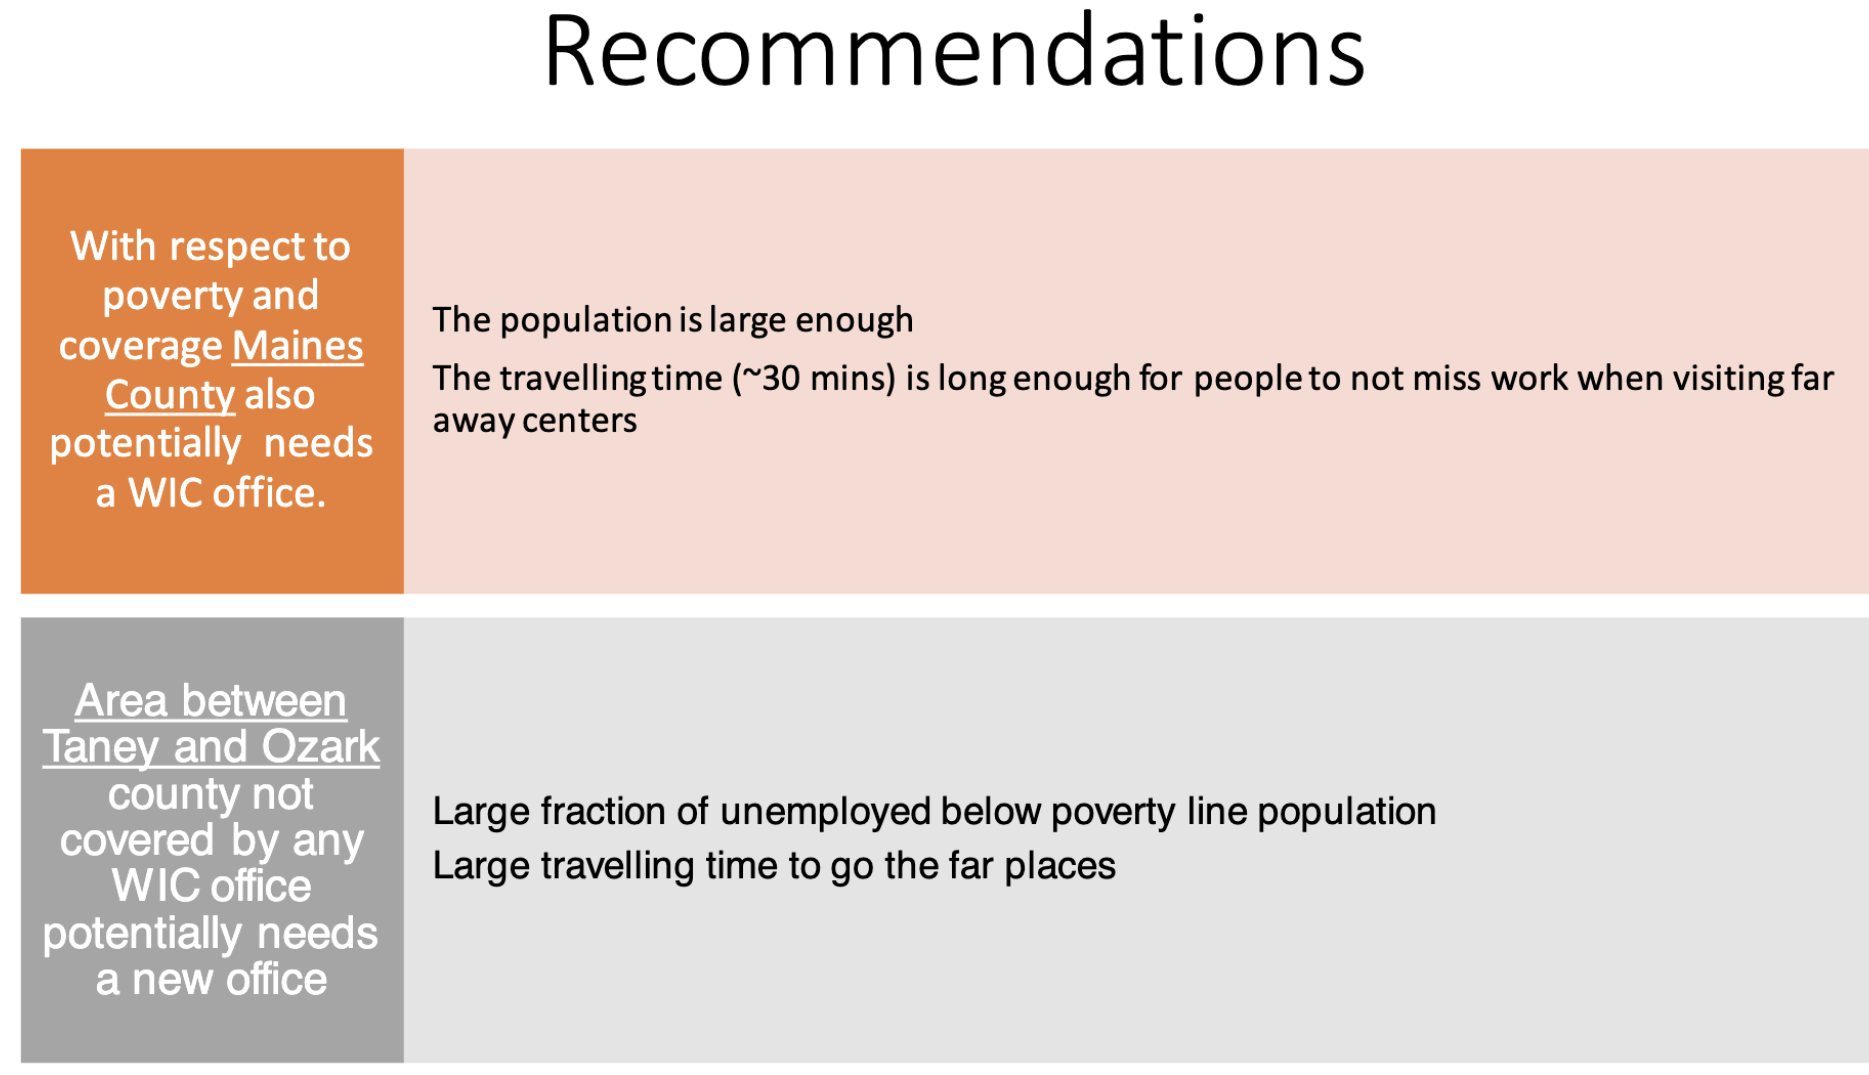 Recommendations
With respect to
poverty and
coverage Maines
County also
potentially needs
a WIC office.
The population is large enough
The travelling time (~30 mins) is long enough for people to not miss work when visiting far
away centers
Area between
Taney and Ozark
county not
covered by any
WIC office
potentially needs
a new office
Large fraction of unemployed below poverty line population
Large travelling time to go the far places